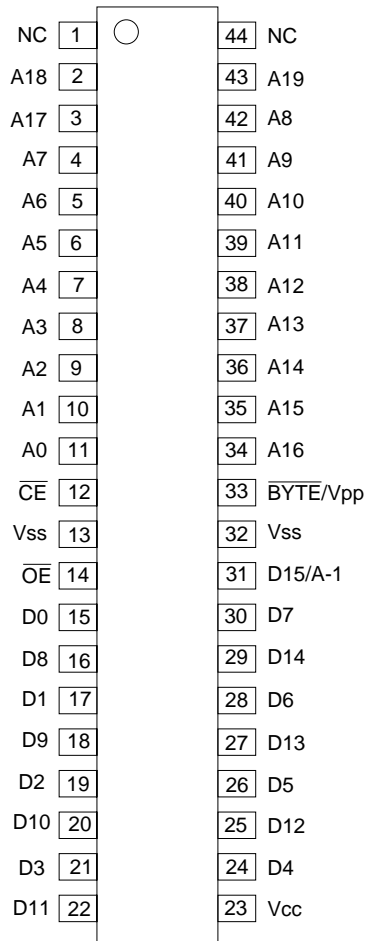 NC 1 44 NC
A18 2 43 A19
A17 3 42 A8
A7 4 41 A9
A6 5 40 A10
A5 6 39 A11
A4 7 38 A12
A3 8 37 A13
A2 9 36 A14
A1 10 35 A15
A0 11 34 A16
C̅E̅ 12 33 B̅Y̅T̅E̅/Vpp
Vss 13 32 Vss
O̅E̅ 14 31 D15/A-1
D0 15 30 D7
D8 16 29 D14
D1 17 28 D6
D9 18 27 D13
D2 19 26 D5
D10 20 25 D12
D3 21 24 D4
D11 22 23 Vcc